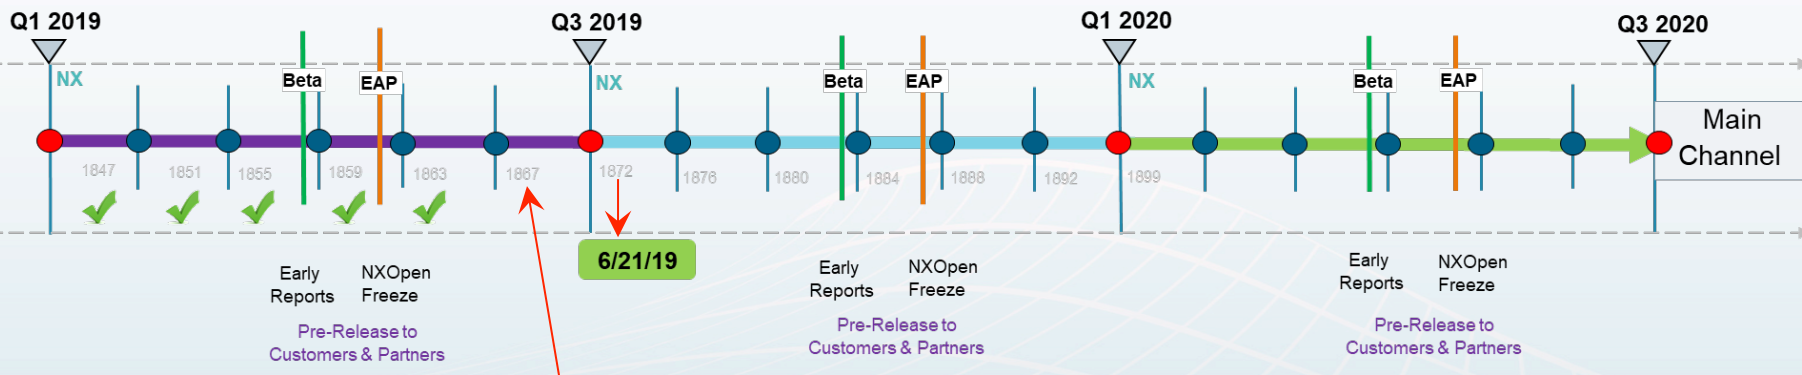 Q1 2019
Q3 2019
Q1 2020
Q3 2020
NX
Beta
EAP
NX
Beta
EAP
NX
Beta
EAP
Main
Channel
1847
1851
1855
1859
1863
1867
1872
1876
1880
1884
1888
1892
1899
6/21/19
Early
Reports
NXOpen
Freeze
Pre-Release to
Customers & Partners
Early
Reports
NXOpen
Freeze
Pre-Release to
Customers & Partners
Early
Reports
NXOpen
Freeze
Pre-Release to
Customers & Partners